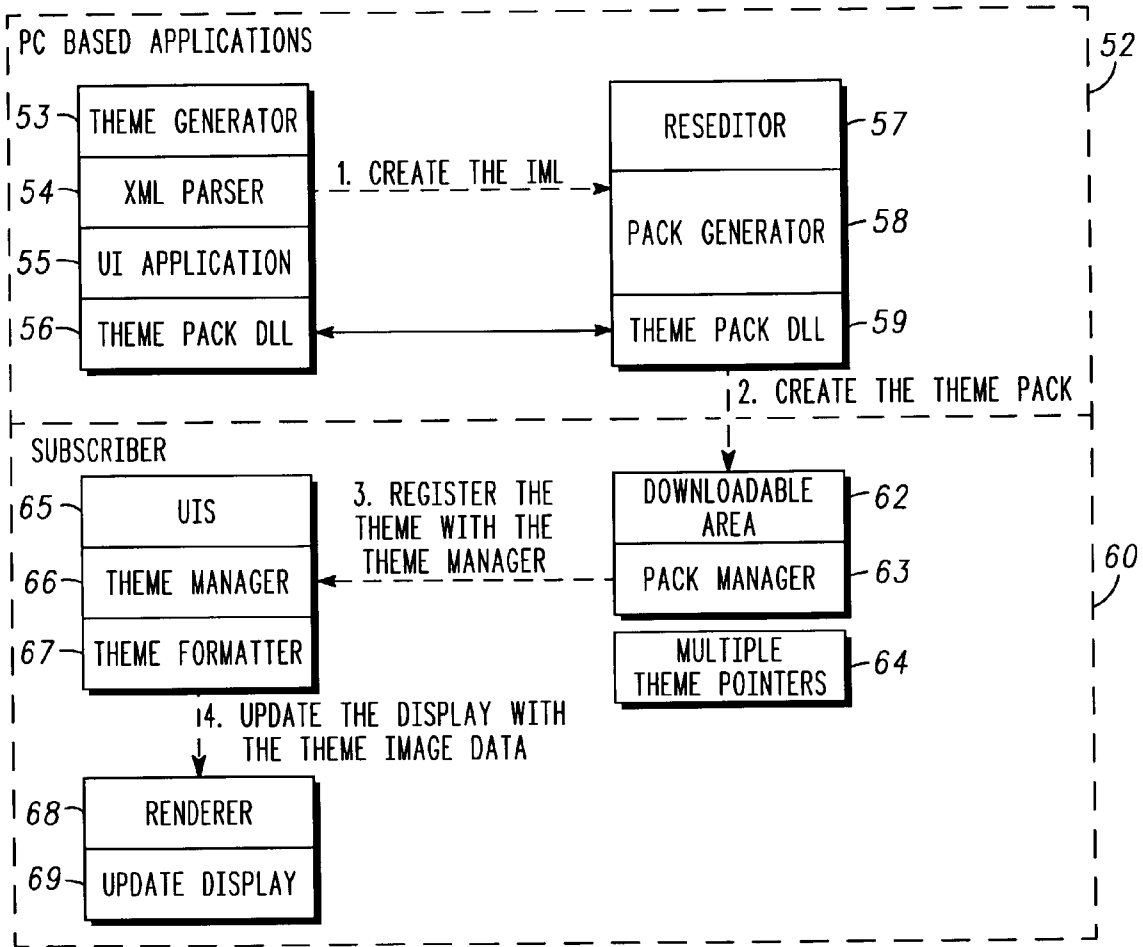 PC BASED APPLICATIONS
52
53
THEME GENERATOR
54
XML PARSER
55
UI APPLICATION
56
THEME PACK DLL
1. CREATE THE IML
RESEDITOR
57
PACK GENERATOR
58
THEME PACK DLL
59
2. CREATE THE THEME PACK
SUBSCRIBER
60
65
UIS
66
THEME MANAGER
67
THEME FORMATTER
3. REGISTER THE
THEME WITH THE
THEME MANAGER
DOWNLOADABLE
AREA
62
PACK MANAGER
63
MULTIPLE
THEME POINTERS
64
4. UPDATE THE DISPLAY WITH
THE THEME IMAGE DATA
68
RENDERER
69
UPDATE DISPLAY